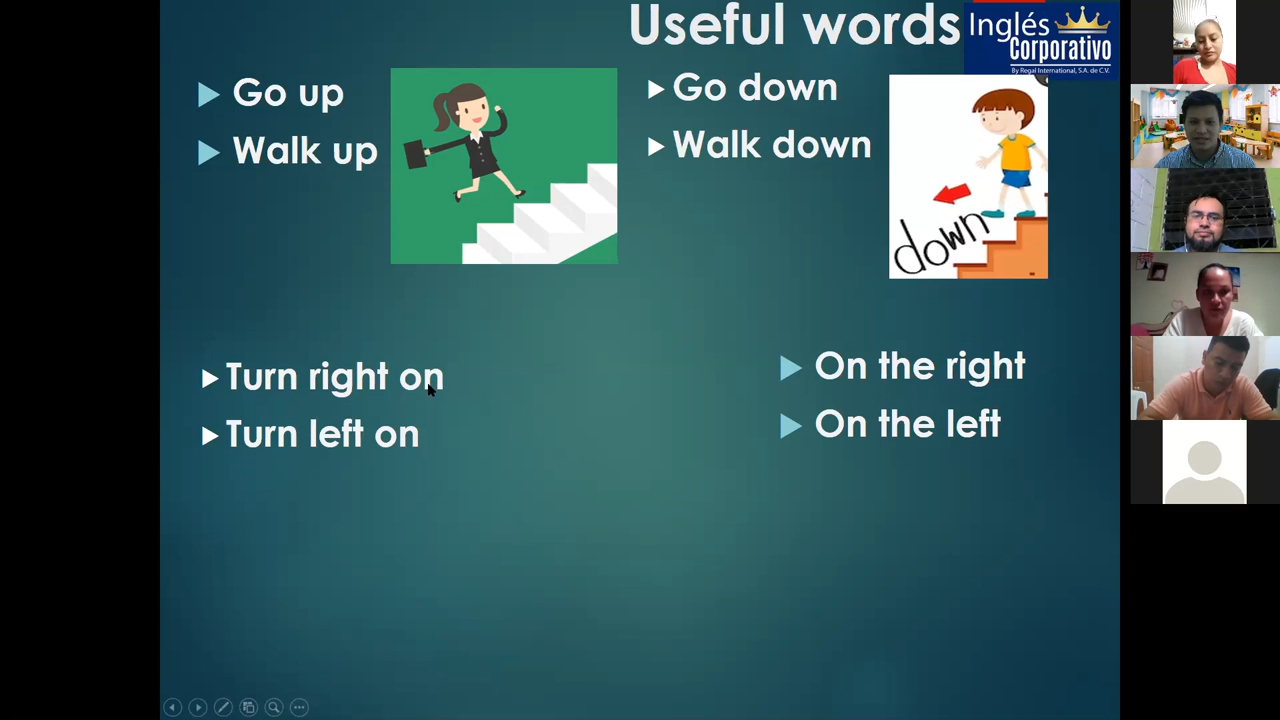 Useful words
Inglés
Corporativo
By Regal International, S.A. de C.V.
Go up
Walk up
Go down
Walk down
down
Turn right on
Turn left on
On the right
On the left